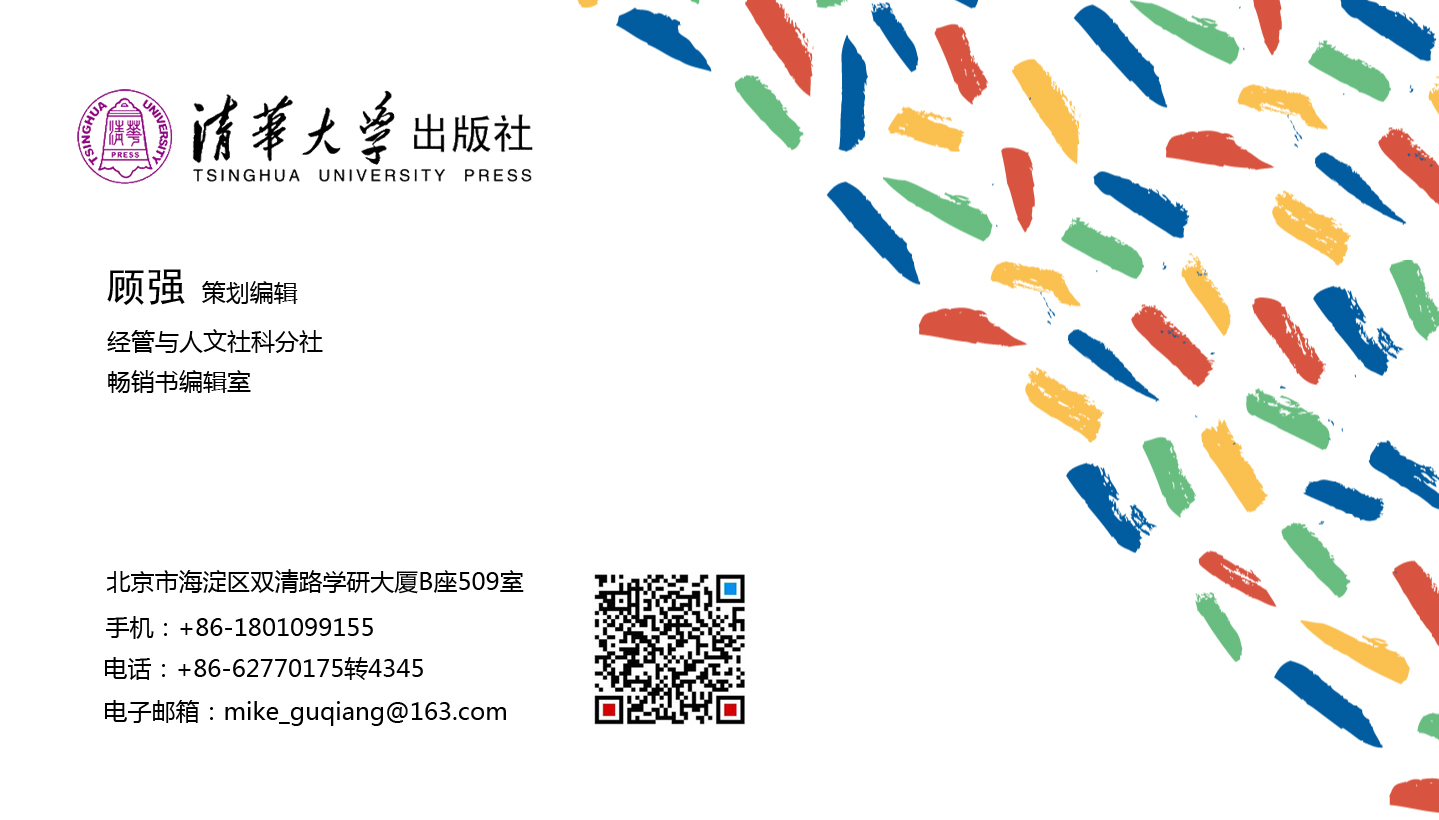 TSINGHUA UNIVERSITY
清华
PRESS
清華大学出版社
TSINGHUA UNIVERSITY PRESS
顾强 策划编辑
经管与人文社科分社
畅销书编辑室
北京市海淀区双清路学研大厦B座509室
手机：+86-1801099155
电话：+86-62770175转4345
电子邮箱：mike_guqiang@163.com